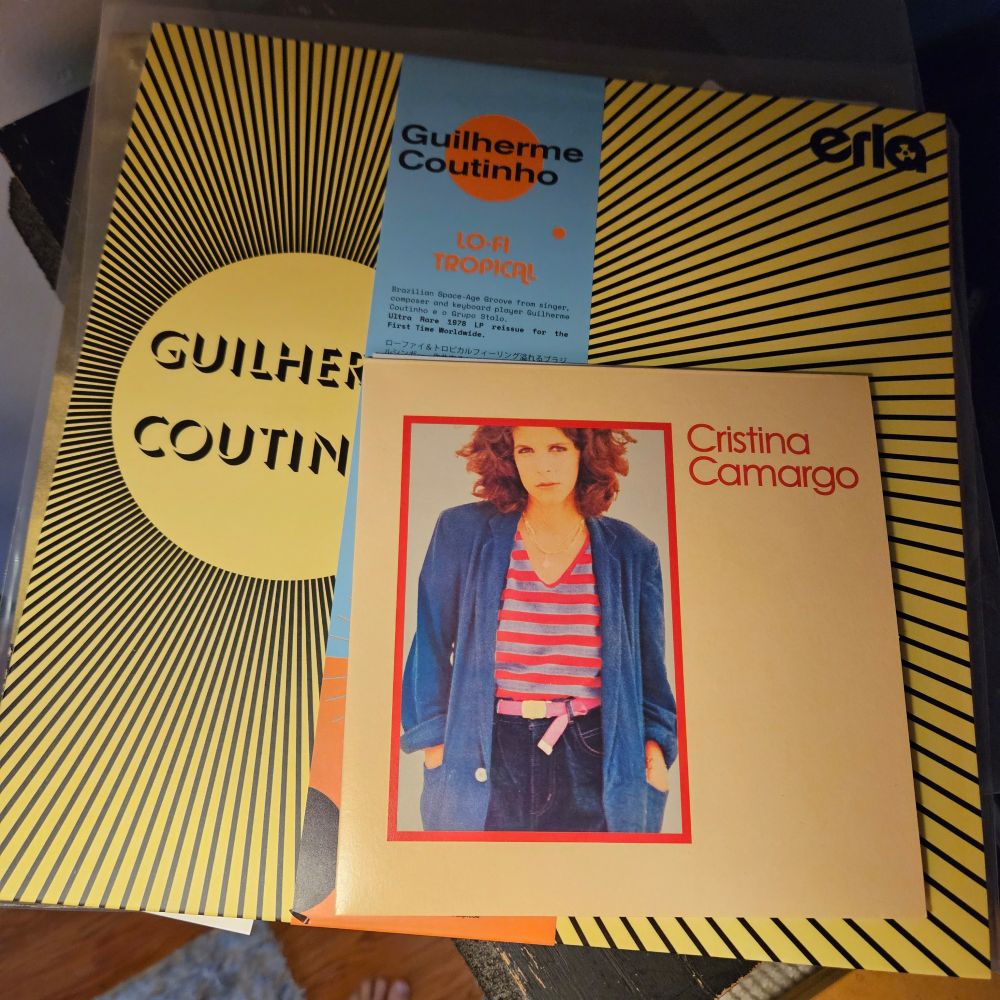 Guilherme
Coutinho
erla
LO-FI
TROPICAL
Brazilian Space-Age Groove from singer,
composer and keyboard player Guilherme
Coutinho e o Grupo Stalo.
Ultra Rare 1978 LP reissue for the
First Time Worldwide.
ローファイ&トロピカルフィーリング溢れるブラジ
GUILHER
COUTIN
Cristina
Camargo